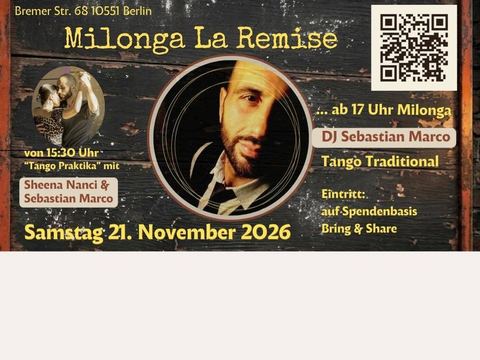 Bremer Str. 68 10551 Berlin
Milonga La Remise
... ab 17 Uhr Milonga
DJ Sebastian Marco
Tango Traditional
von 15:30 Uhr
"Tango Praktika" mit
Sheena Nanci &
Sebastian Marco
Eintritt:
auf Spendenbasis
Bring & Share
Samstag 21. November 2026